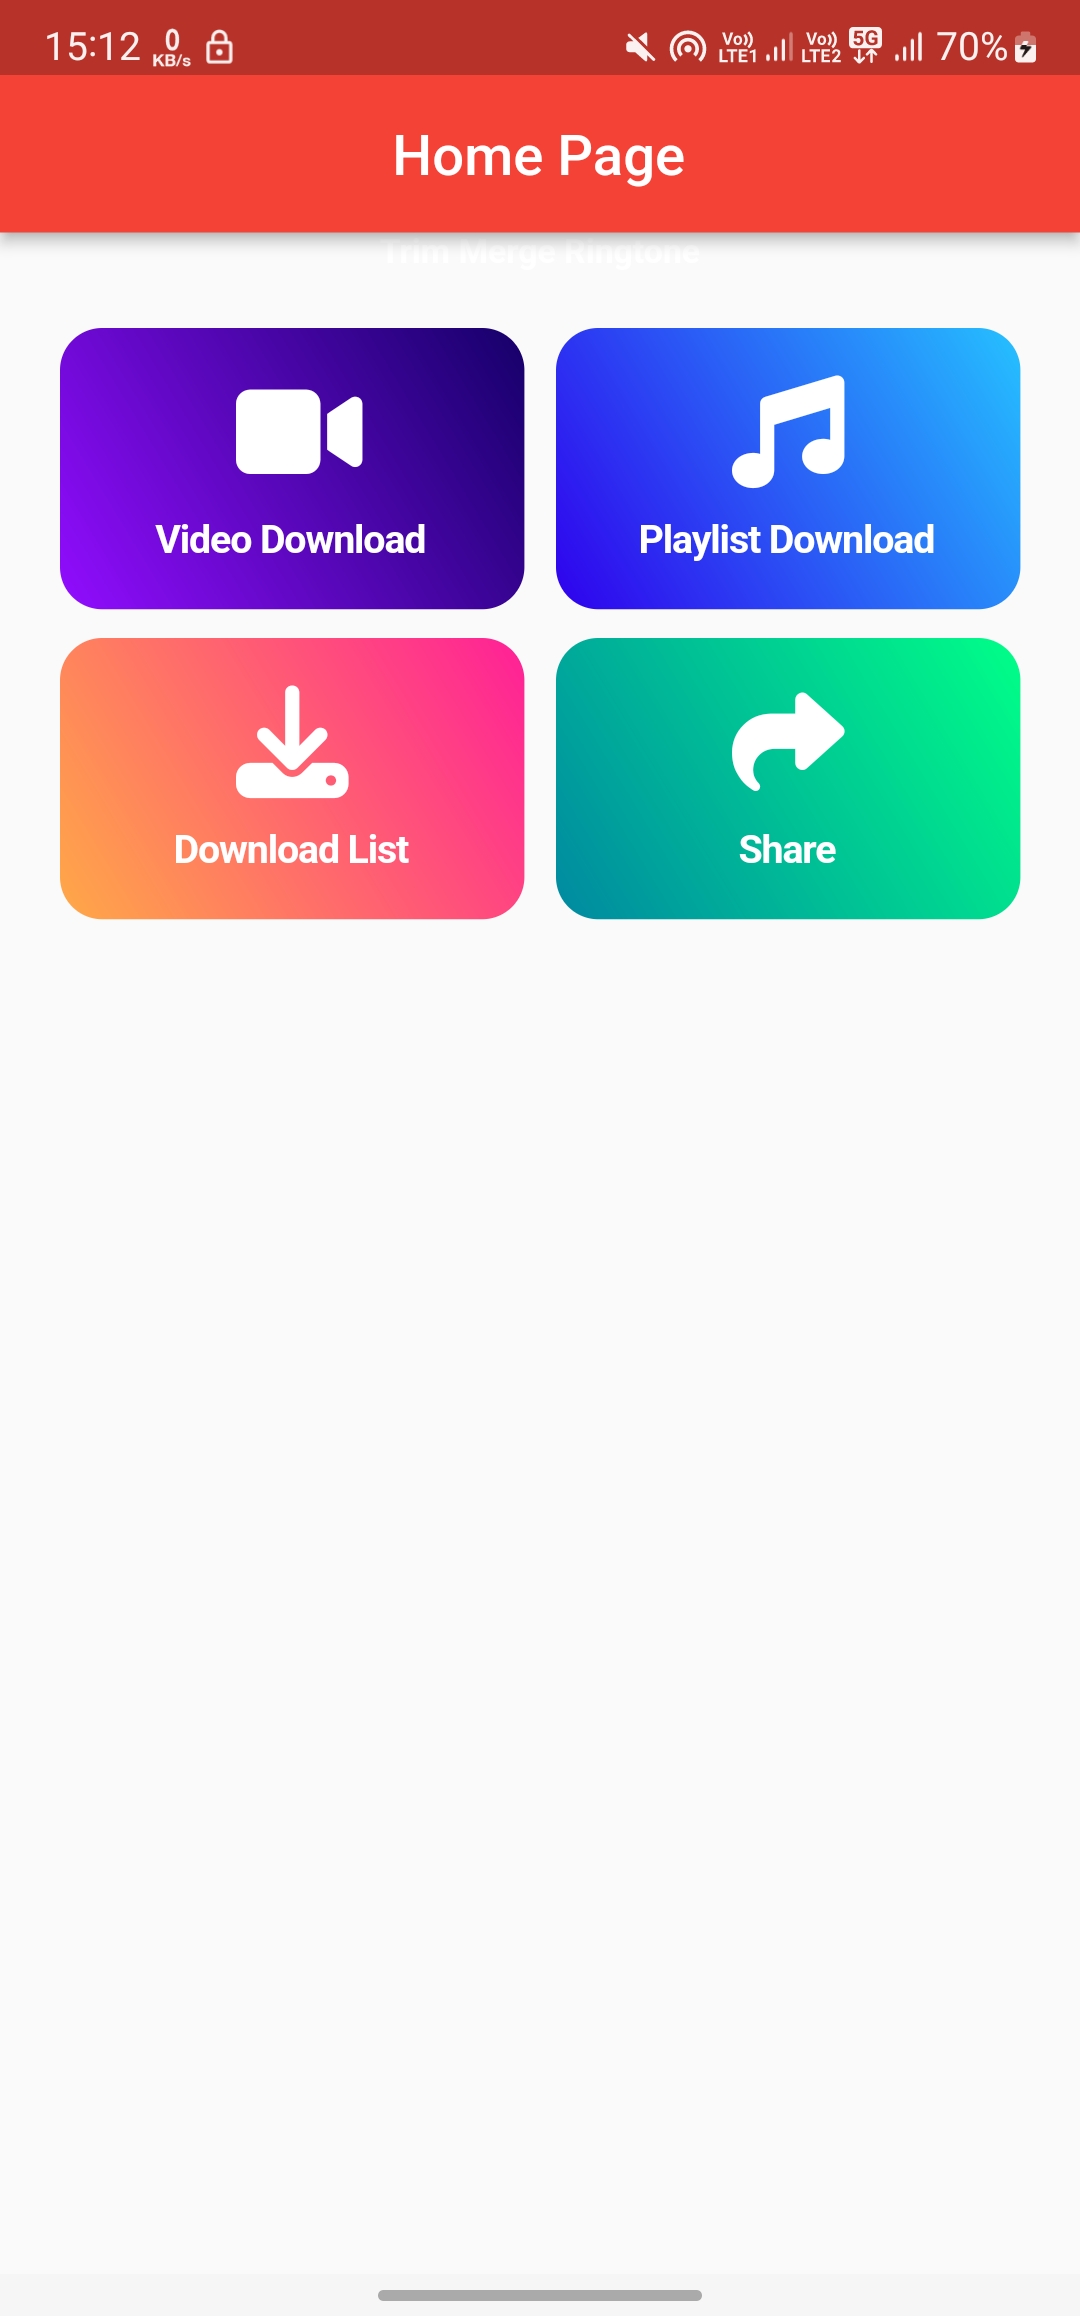 15:12 0 KB/s Vo)) LTE1 Vo)) LTE2 5G 70%
Home Page
Trim Merge Ringtone
Video Download
Playlist Download
Download List
Share